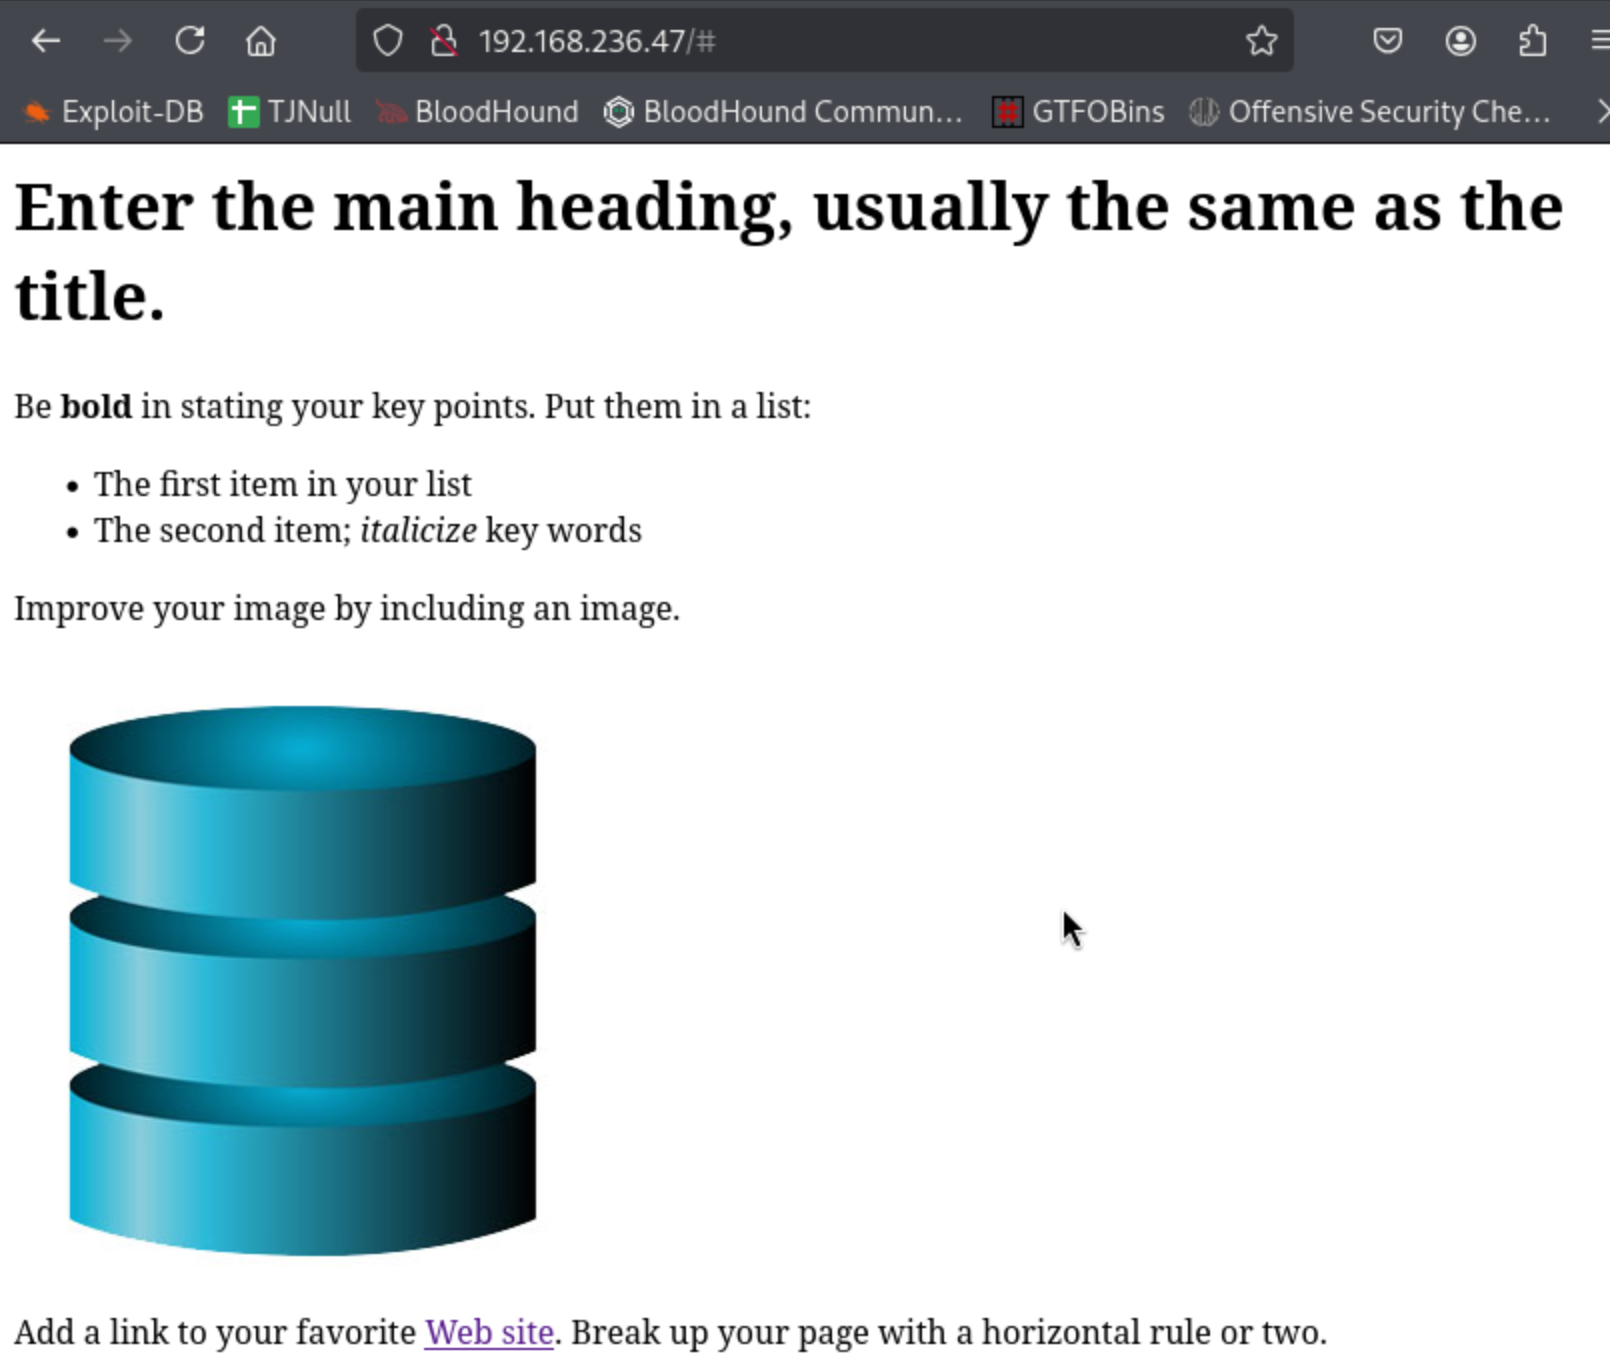 192.168.236.47/#
Exploit-DB TJNull BloodHound BloodHound Commun... GTFOBins Offensive Security Che...
Enter the main heading, usually the same as the
title.
Be bold in stating your key points. Put them in a list:
• The first item in your list
• The second item; italicize key words
Improve your image by including an image.
Add a link to your favorite Web site. Break up your page with a horizontal rule or two.